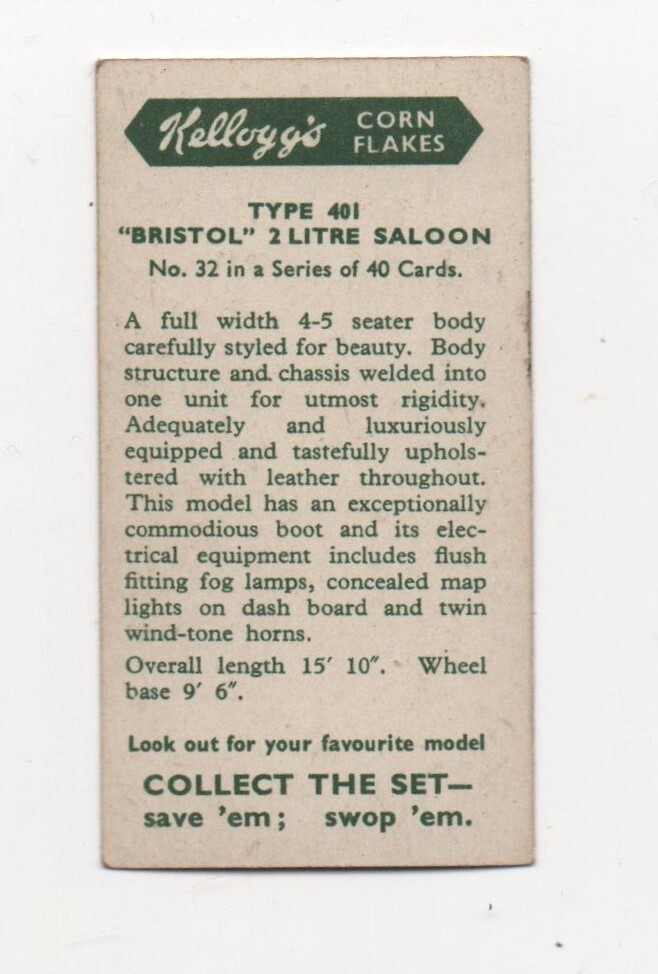 Kellogg's CORN FLAKES
TYPE 401
"BRISTOL" 2 LITRE SALOON
No. 32 in a Series of 40 Cards.
A full width 4-5 seater body
carefully styled for beauty. Body
structure and chassis welded into
one unit for utmost rigidity.
Adequately and luxuriously
equipped and tastefully uphols-
tered with leather throughout.
This model has an exceptionally
commodious boot and its elec-
trical equipment includes flush
fitting fog lamps, concealed map
lights on dash board and twin
wind-tone horns.
Overall length 15′ 10″. Wheel
base 9′ 6″.
Look out for your favourite model
COLLECT THE SET—
save 'em; swop 'em.